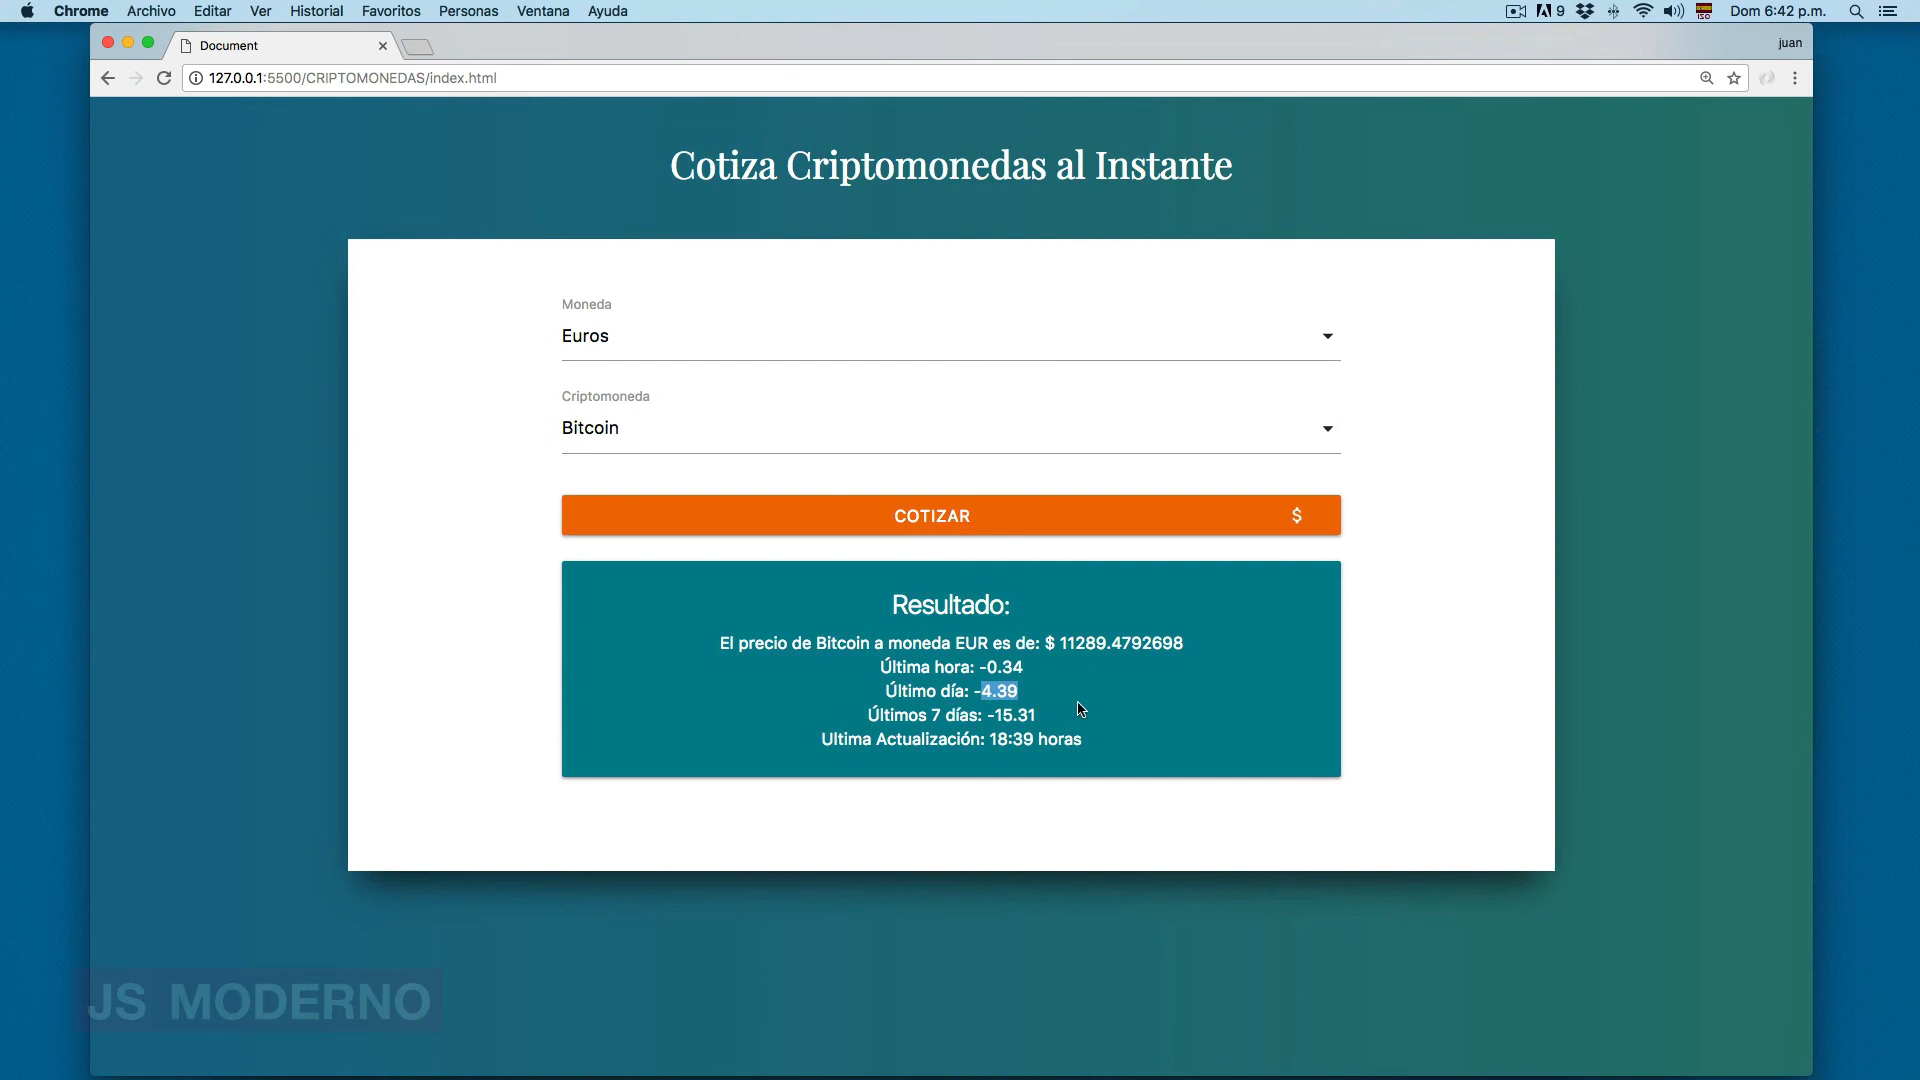 Chrome Archivo Editar Ver Historial Favoritos Personas Ventana Ayuda 9 ISO Dom 6:42 p.m.
Document juan
127.0.0.1:5500/CRIPTOMONEDAS/index.html
Cotiza Criptomonedas al Instante
Moneda
Euros
Criptomoneda
Bitcoin
COTIZAR $
Resultado:
El precio de Bitcoin a moneda EUR es de: $ 11289.4792698
Última hora: -0.34
Último día: -4.39
Últimos 7 días: -15.31
Ultima Actualización: 18:39 horas
JS MODERNO